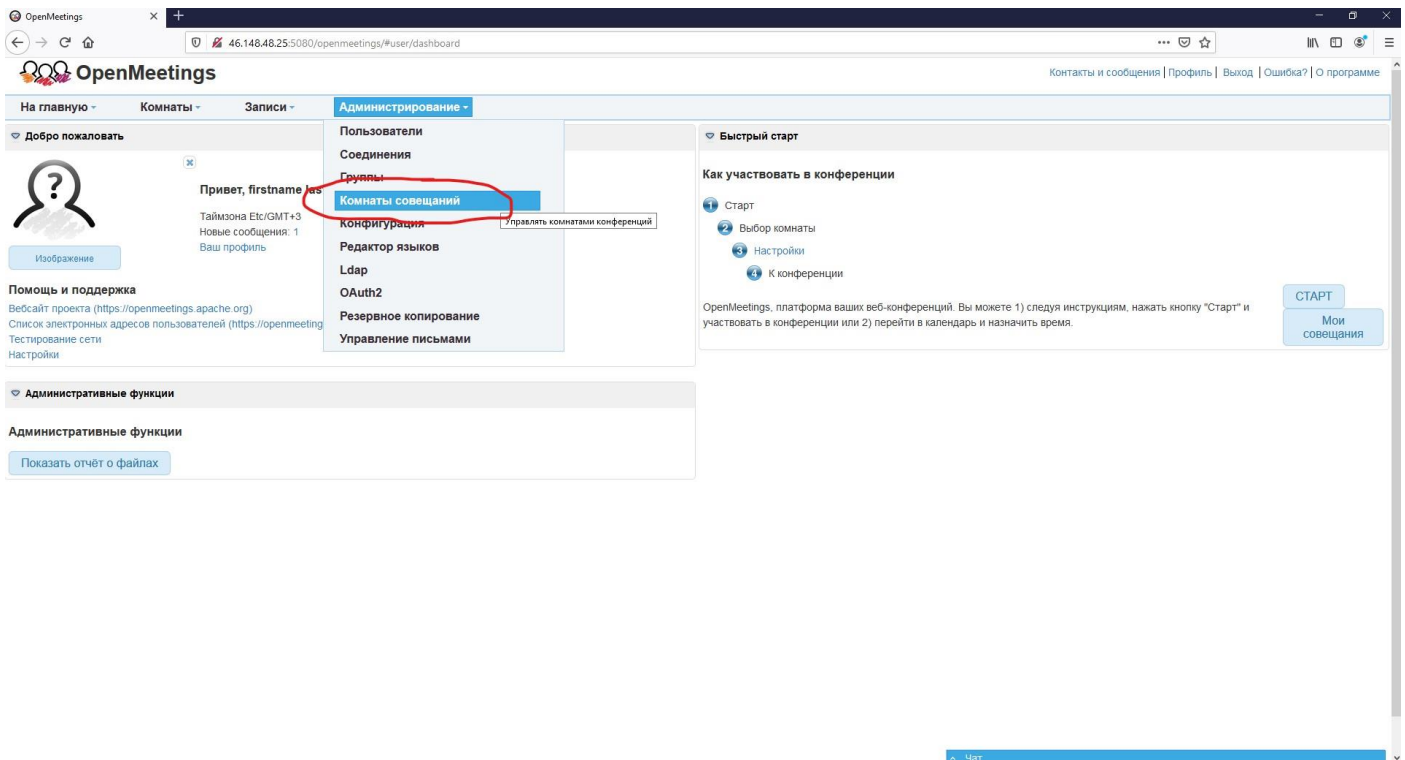 OpenMeetings
46.148.48.25:5080/openmeetings/#user/dashboard
OpenMeetings
Контакты и сообщения | Профиль | Выход | Ошибка? | О программе
На главную Комнаты Записи Администрирование
Добро пожаловать
Привет, firstname las
Таймзона Etc/GMT+3
Новые сообщения: 1
Ваш профиль
Изображение
Помощь и поддержка
Вебсайт проекта (https://openmeetings.apache.org)
Список электронных адресов пользователей (https://openmeeting
Тестирование сети
Настройки
Пользователи
Соединения
Группы
Комнаты совещаний
Управлять комнатами конференций
Конфигурация
Редактор языков
Ldap
OAuth2
Резервное копирование
Управление письмами
Быстрый старт
Как участвовать в конференции
1 Старт
2 Выбор комнаты
3 Настройки
4 К конференции
OpenMeetings, платформа ваших веб-конференций. Вы можете 1) следуя инструкциям, нажать кнопку "Старт" и
участвовать в конференции или 2) перейти в календарь и назначить время.
СТАРТ
Мои
совещания
Административные функции
Административные функции
Показать отчёт о файлах
Чат